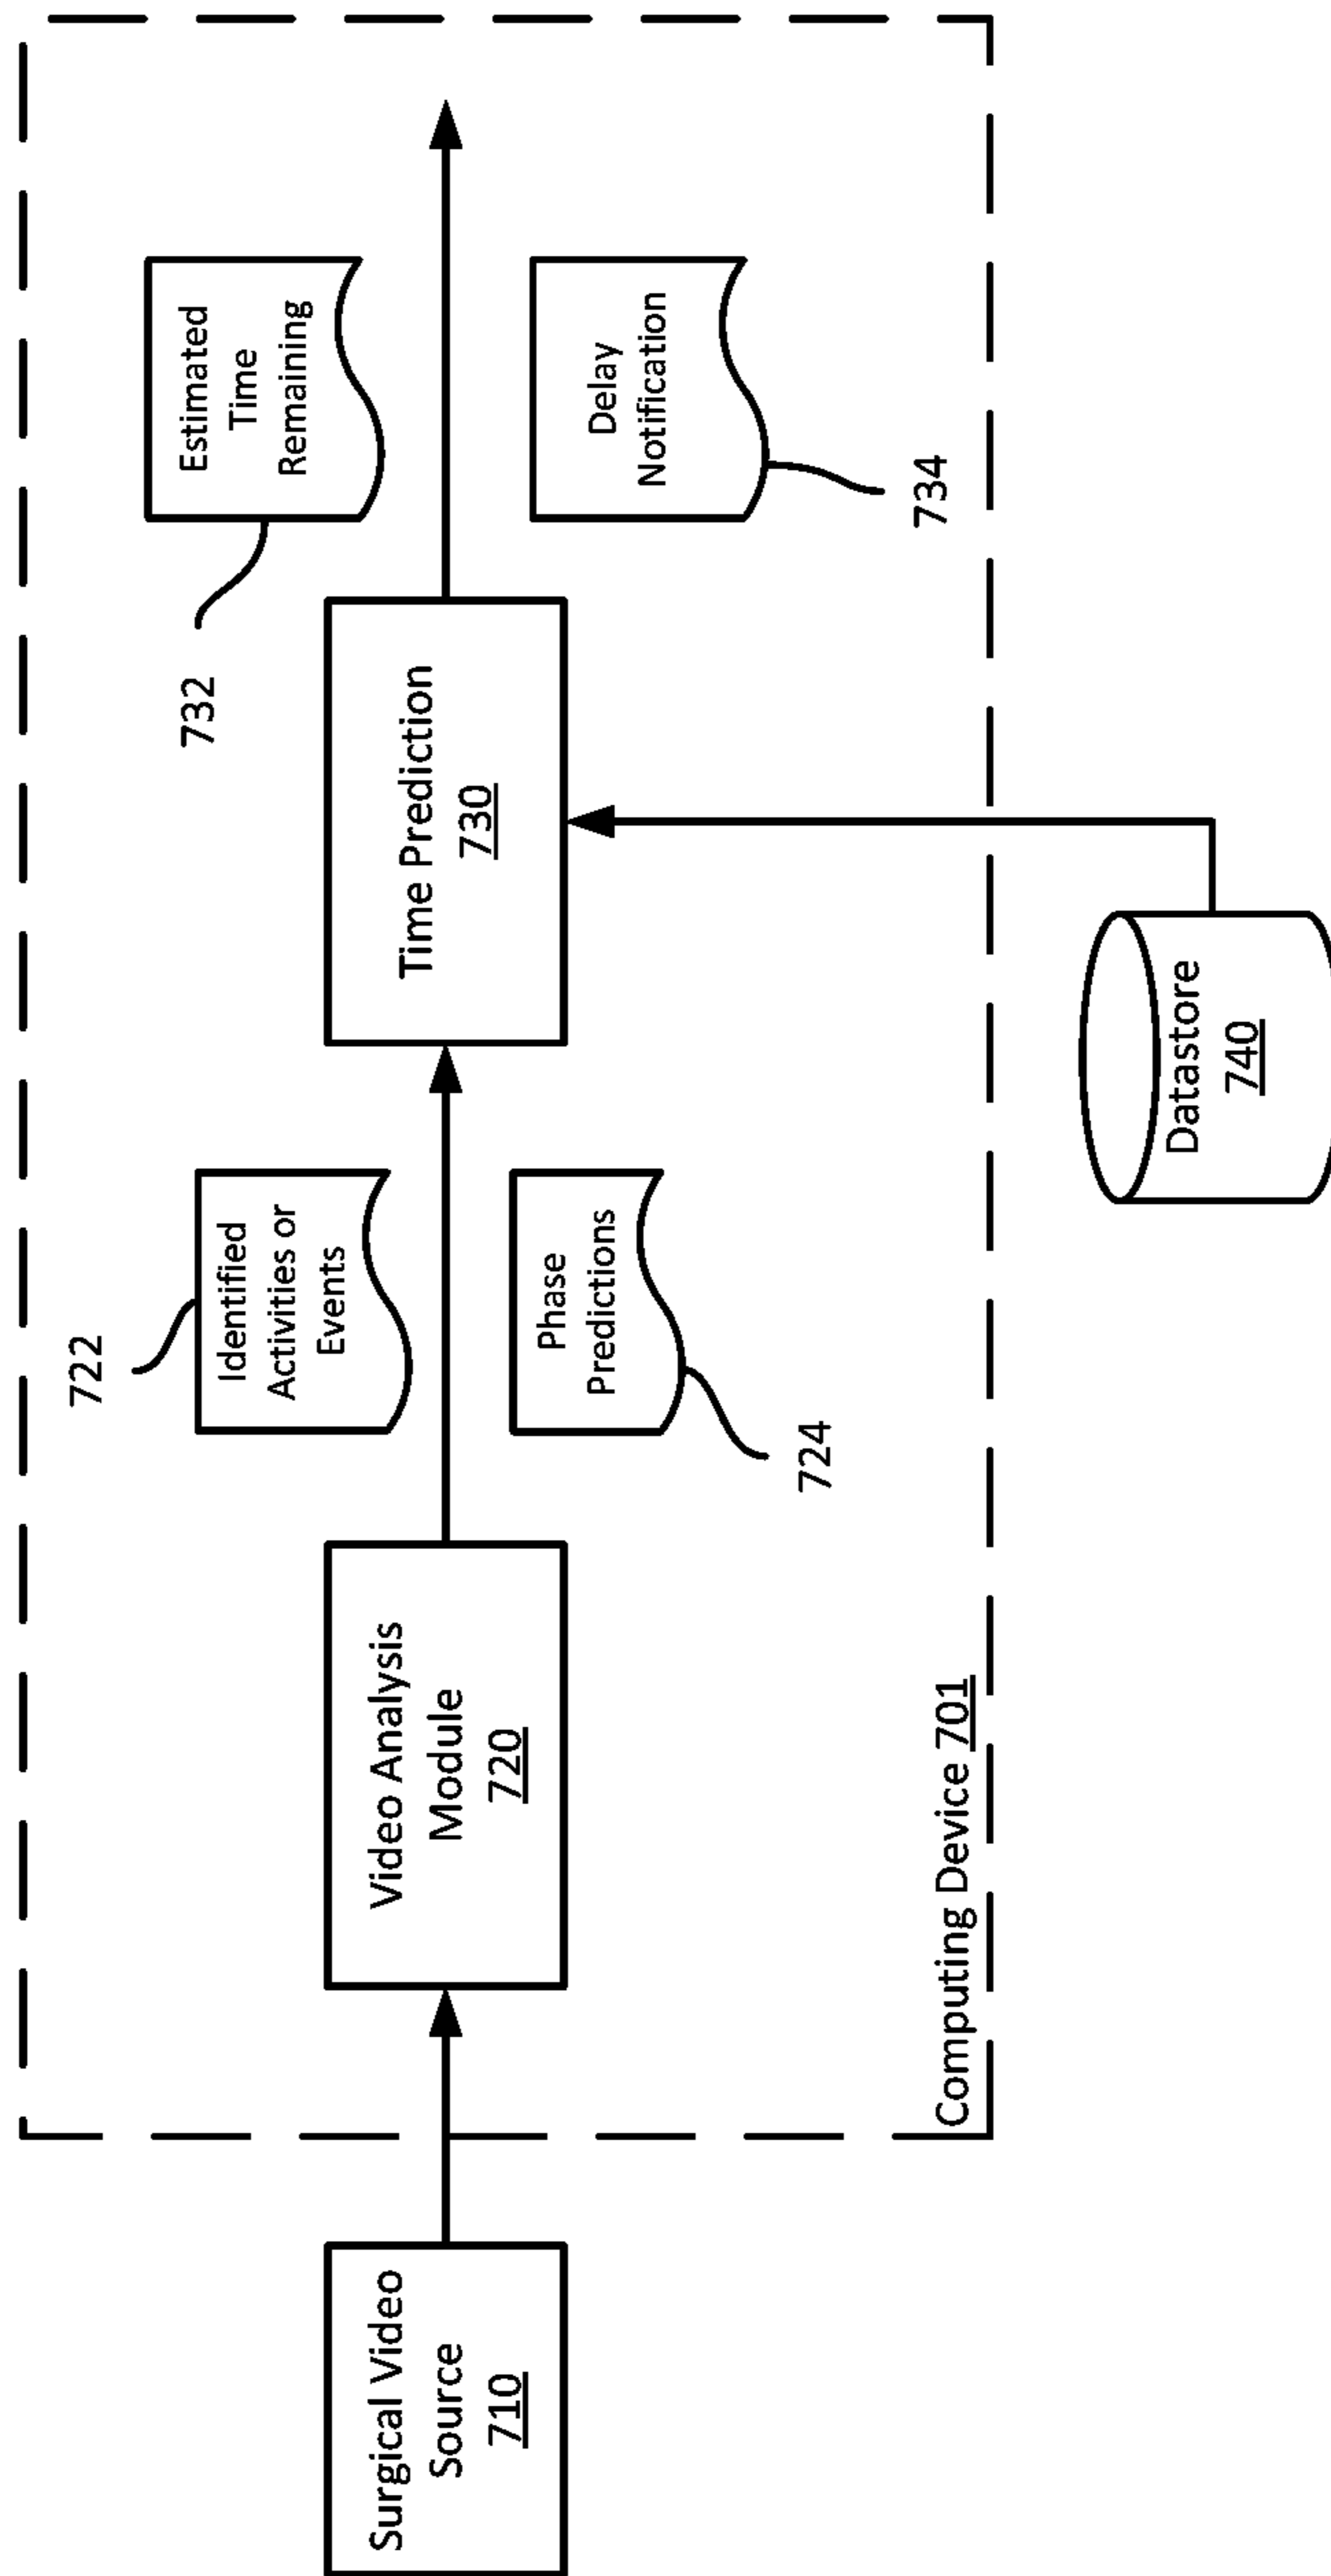 Surgical Video
Source
710
Video Analysis
Module
720
722
Identified
Activities or
Events
Phase
Predictions
724
Time Prediction
730
732
Estimated
Time
Remaining
Delay
Notification
734
Computing Device 701
Datastore
740